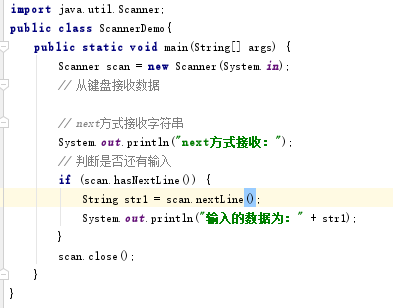 import java.util.Scanner;
public class ScannerDemo{
public static void main(String[] args) {
Scanner scan = new Scanner(System.in);
// 从键盘接收数据
// next方式接收字符串
System.out.println("next方式接收：");
// 判断是否还有输入
if (scan.hasNextLine()) {
String str1 = scan.nextLine();
System.out.println("输入的数据为：" + str1);
}
scan.close();
}
}